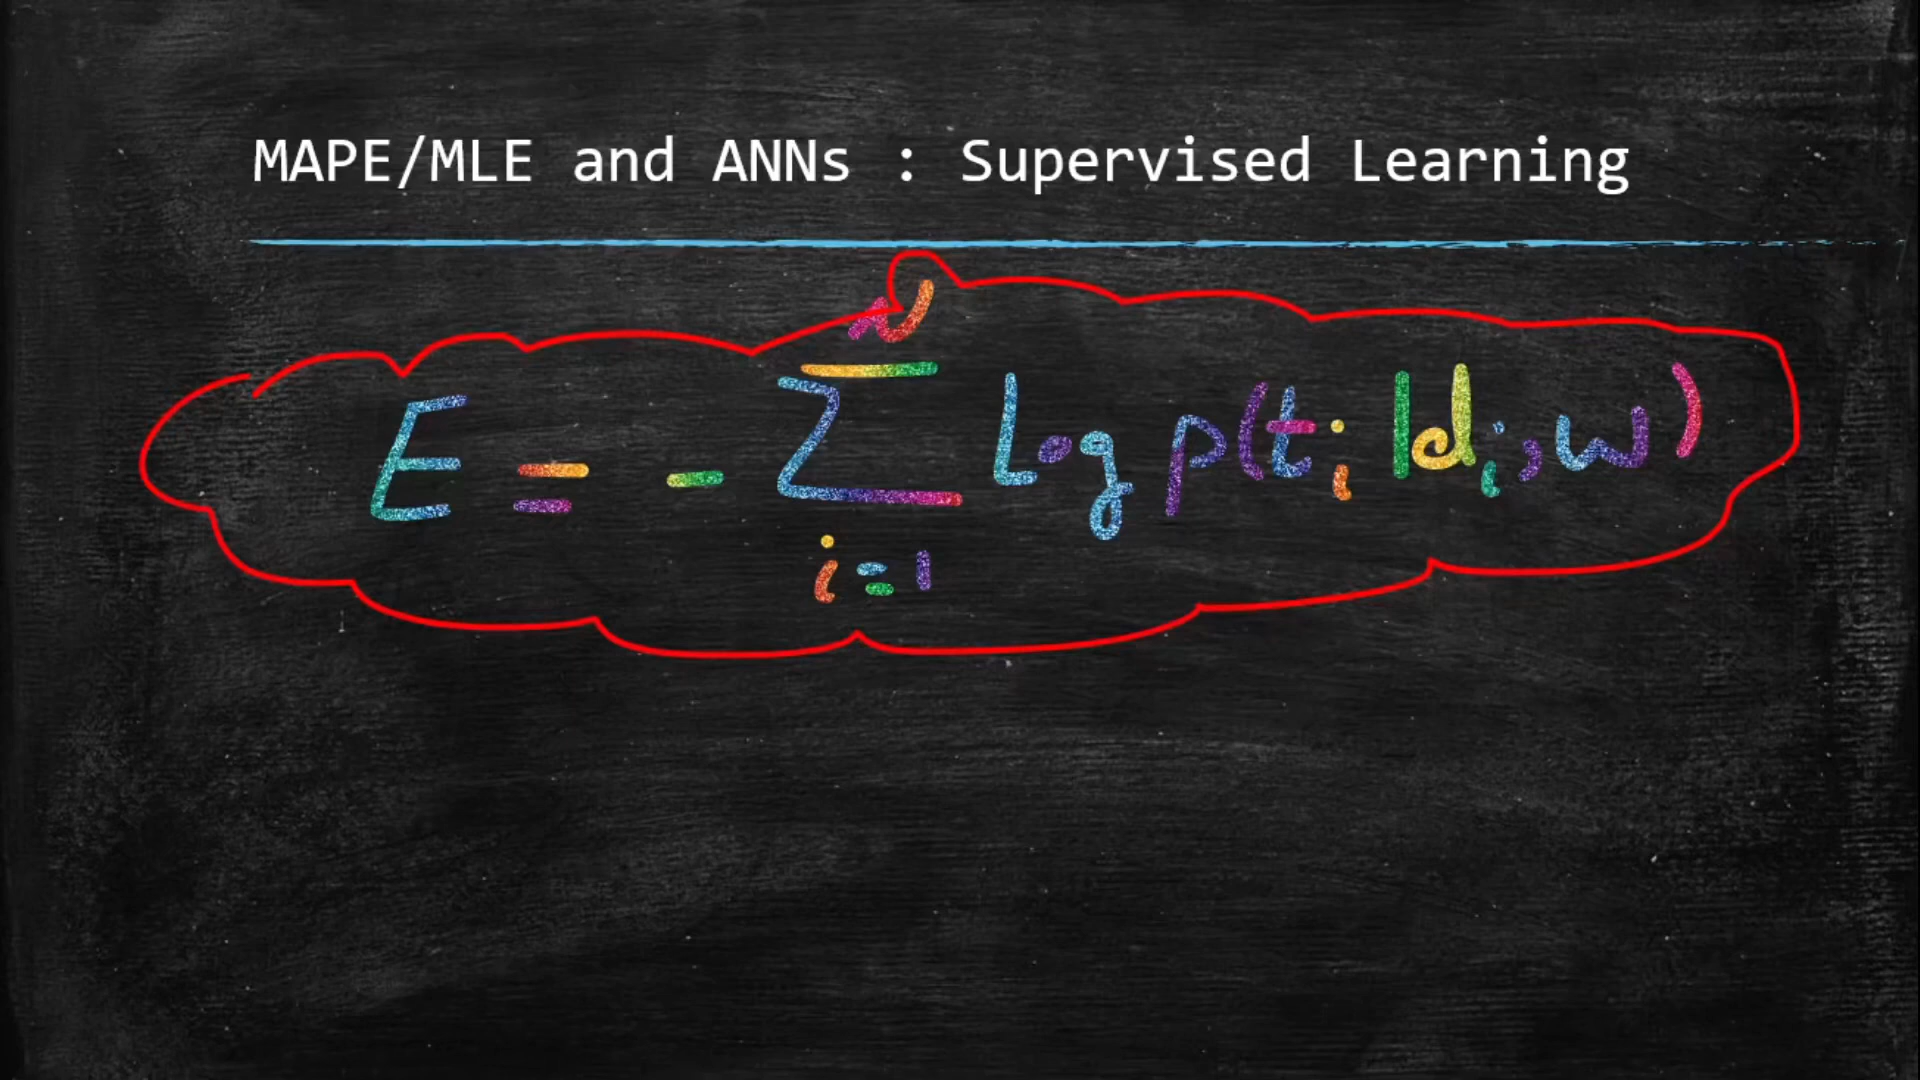 MAPE/MLE and ANNs : Supervised Learning
N
E = - Σ Log p(tᵢ|dᵢ;w)
i=1